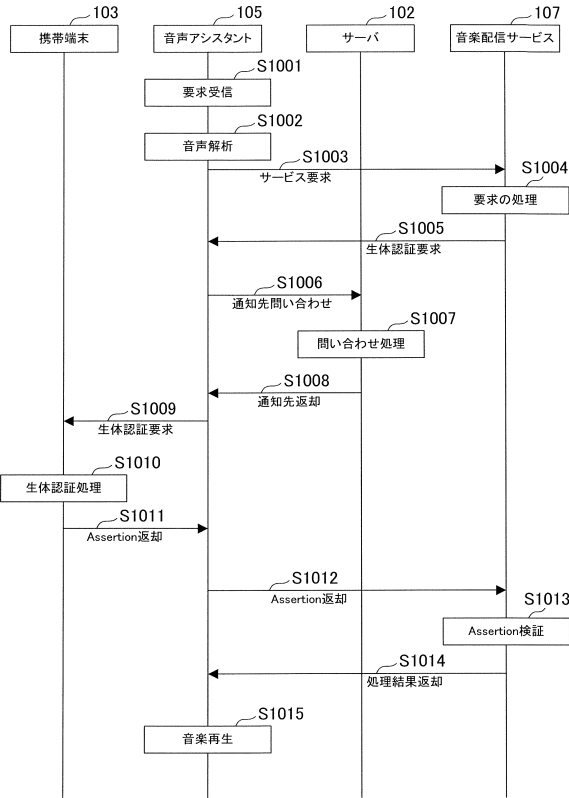 103
105
102
107
携帯端末
音声アシスタント
サーバ
音楽配信サービス
S1001
要求受信
S1002
音声解析
S1003
サービス要求
S1004
要求の処理
S1005
生体認証要求
S1006
通知先問い合わせ
S1007
問い合わせ処理
S1008
通知先返却
S1009
生体認証要求
S1010
生体認証処理
S1011
Assertion返却
S1012
Assertion返却
S1013
Assertion検証
S1014
処理結果返却
S1015
音楽再生